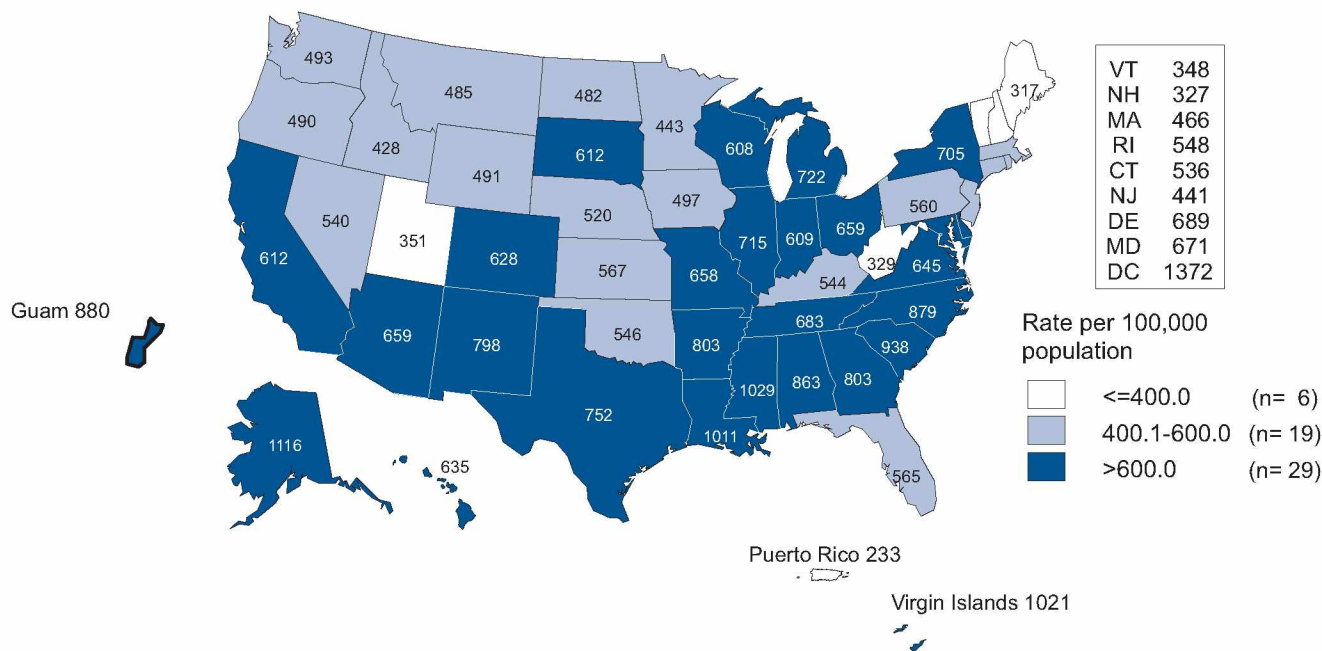 317
493
485
482
443
490
428
491
612
608
722
705
497
520
560
540
351
628
567
658
715
609
659
329
645
544
612
659
798
546
803
683
879
938
1029
863
803
752
1011
565
1116
635
Guam 880
Puerto Rico 233
Virgin Islands 1021
VT 348
NH 327
MA 466
RI 548
CT 536
NJ 441
DE 689
MD 671
DC 1372
Rate per 100,000
population
<=400.0 (n= 6)
400.1-600.0 (n= 19)
>600.0 (n= 29)